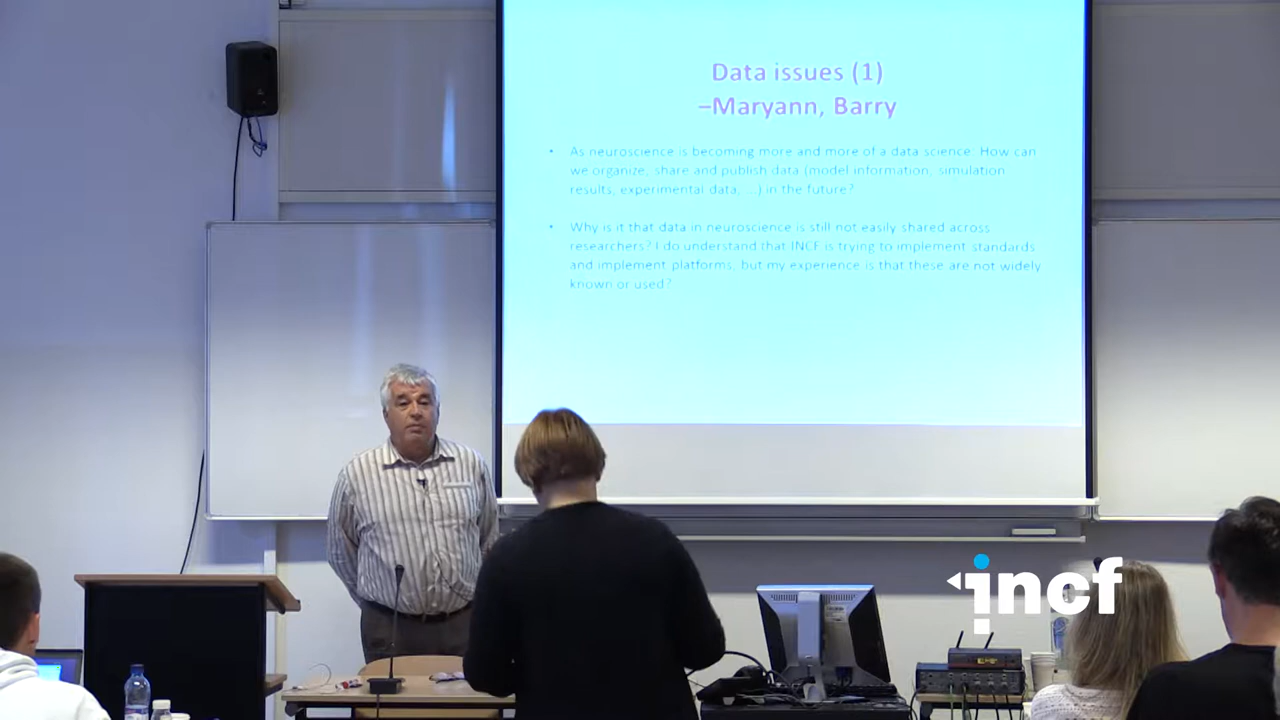 Data issues (1)
–Maryann, Barry
• As neuroscience is becoming more and more of a data science: How can
we organize, share and publish data (model information, simulation
results, experimental data, ...) in the future?
• Why is it that data in neuroscience is still not easily shared across
researchers? I do understand that INCF is trying to implement standards
and implement platforms, but my experience is that these are not widely
known or used?
incf